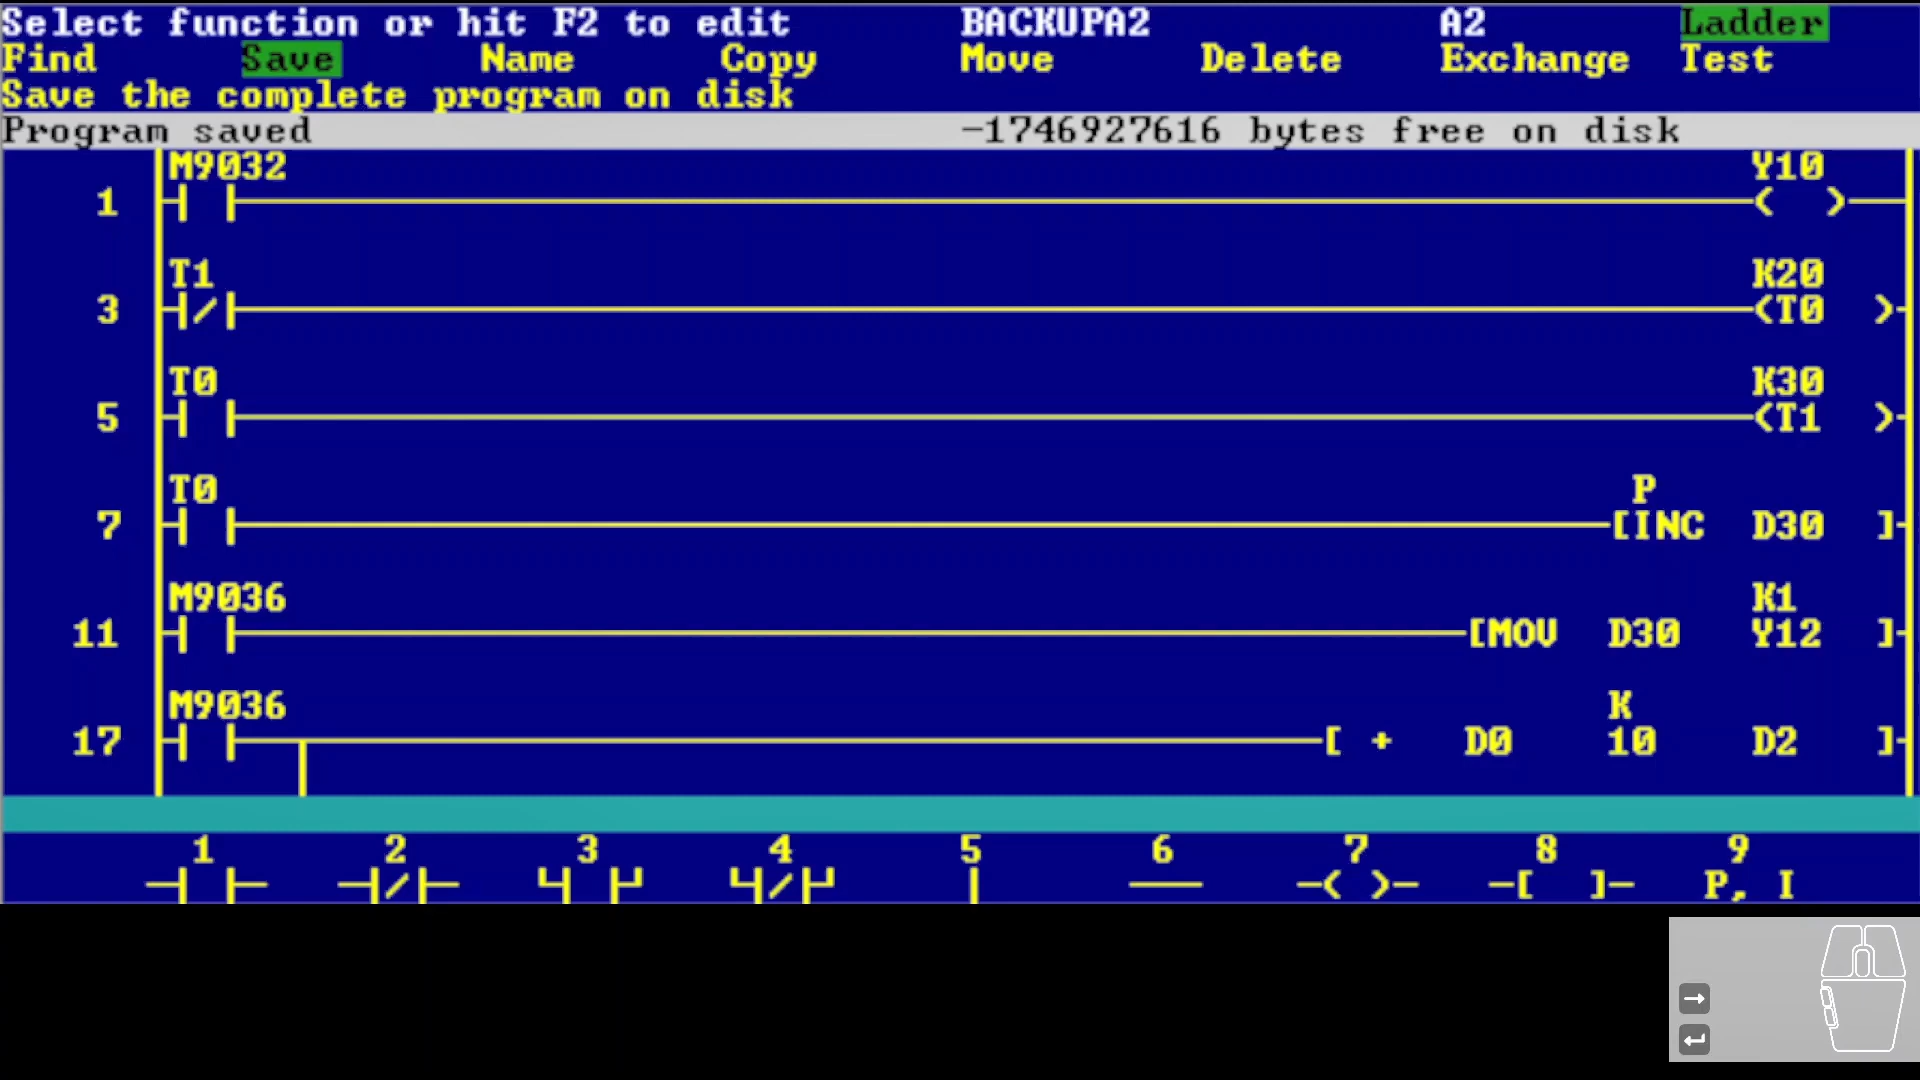 Select function or hit F2 to edit BACKUPA2 A2 Ladder
Find Save Name Copy Move Delete Exchange Test
Save the complete program on disk
Program saved -1746927616 bytes free on disk
M9032 Y10
1 ( )
T1 K20
3 (T0 )
T0 K30
5 (T1 )
T0 P
7 [INC D30 ]
M9036 K1
11 [MOV D30 Y12 ]
M9036 K
17 [ + D0 10 D2 ]
1 2 3 4 5 6 7 8 9
( ) [ ] P, I